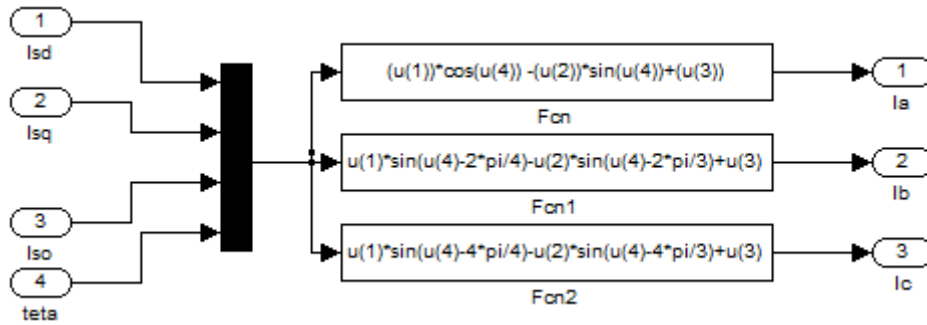 1
Isd
2
Isq
3
Iso
4
teta
(u(1))*cos(u(4)) -(u(2))*sin(u(4))+(u(3))
Fcn
u(1)*sin(u(4)-2*pi/4)-u(2)*sin(u(4)-2*pi/3)+u(3)
Fcn1
u(1)*sin(u(4)-4*pi/4)-u(2)*sin(u(4)-4*pi/3)+u(3)
Fcn2
1
Ia
2
Ib
3
Ic